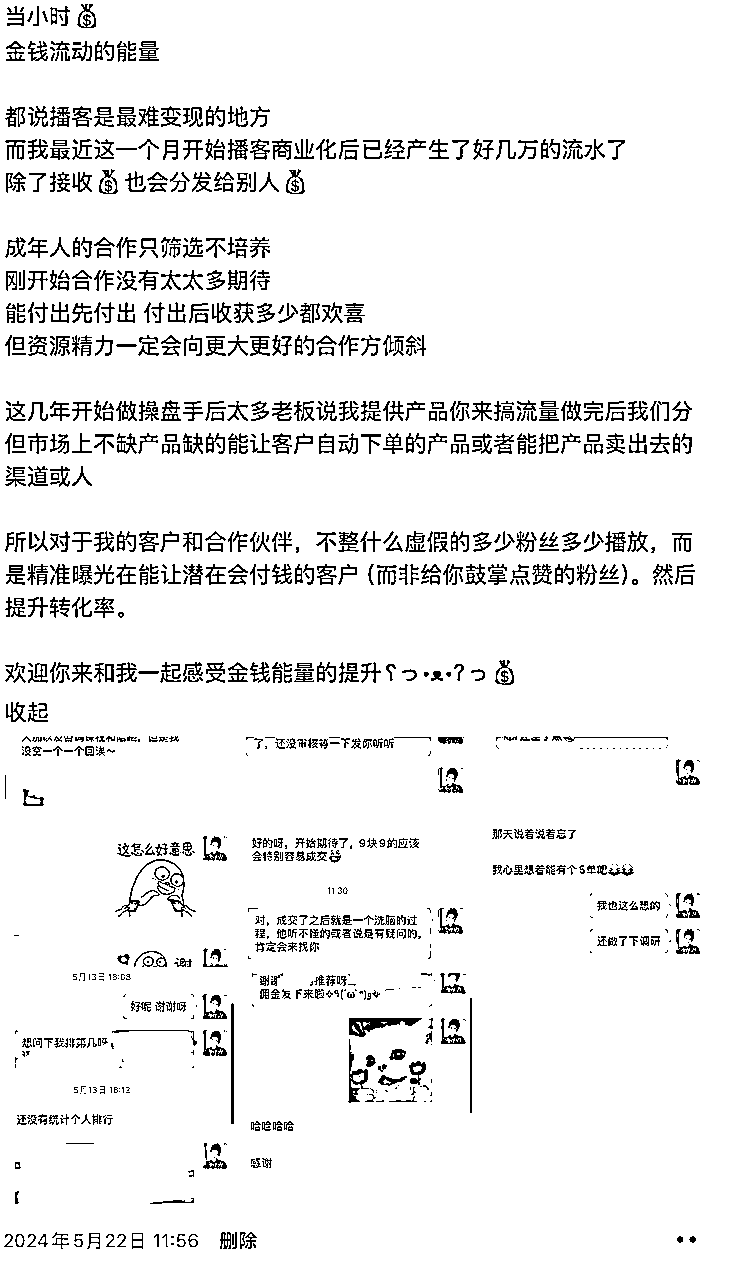 当小时💰
金钱流动的能量
都说播客是最难变现的地方
而我最近这一个月开始播客商业化后已经产生了好几万的流水了
除了接收💰也会分发给别人💰
成年人的合作只筛选不培养
刚开始合作没有太太多期待
能付出先付出 付出后收获多少都欢喜
但资源精力一定会向更大更好的合作方倾斜
这几年开始做操盘手后太多老板说我提供产品你来搞流量做完后我们分
但市场上不缺产品缺的能让客户自动下单的产品或者能把产品卖出去的
渠道或人
所以对于我的客户和合作伙伴，不整什么虚假的多少粉丝多少播放，而
是精准曝光在能让潜在会付钱的客户（而非给你鼓掌点赞的粉丝）。然后
提升转化率。
欢迎你来和我一起感受金钱能量的提升ʕっ•ᴥ•ʔっ💰
收起
没空一个一个回诶～
这怎么好意思
谢
5月13日 18:03
好呢 谢谢呀
想问下我排第几呀
5月13日 18:12
还没有统计个人排行
了，还没审核等一下发你听听
好的呀，开始期待了，9块9的应该
会特别容易成交
11:30
对，成交了之后就是一个洗脑的过
程，他听不懂的或者说是有疑问的，
肯定会来找你
谢谢 推荐呀
佣金发下来啦
哈哈哈哈
感谢
那天说着说着忘了
我心里想着能有个5单吧
我也这么想的
还做了下调研
2024年5月22日 11:56 删除